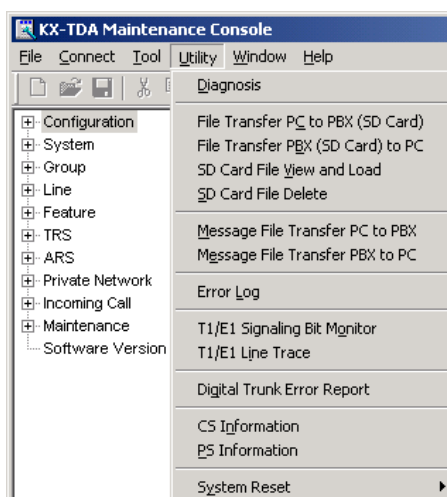 KX-TDA Maintenance Console
File Connect Tool Utility Window Help
Configuration
System
Group
Line
Feature
TRS
ARS
Private Network
Incoming Call
Maintenance
Software Version
Diagnosis
File Transfer PC to PBX (SD Card)
File Transfer PBX (SD Card) to PC
SD Card File View and Load
SD Card File Delete
Message File Transfer PC to PBX
Message File Transfer PBX to PC
Error Log
T1/E1 Signaling Bit Monitor
T1/E1 Line Trace
Digital Trunk Error Report
CS Information
PS Information
System Reset